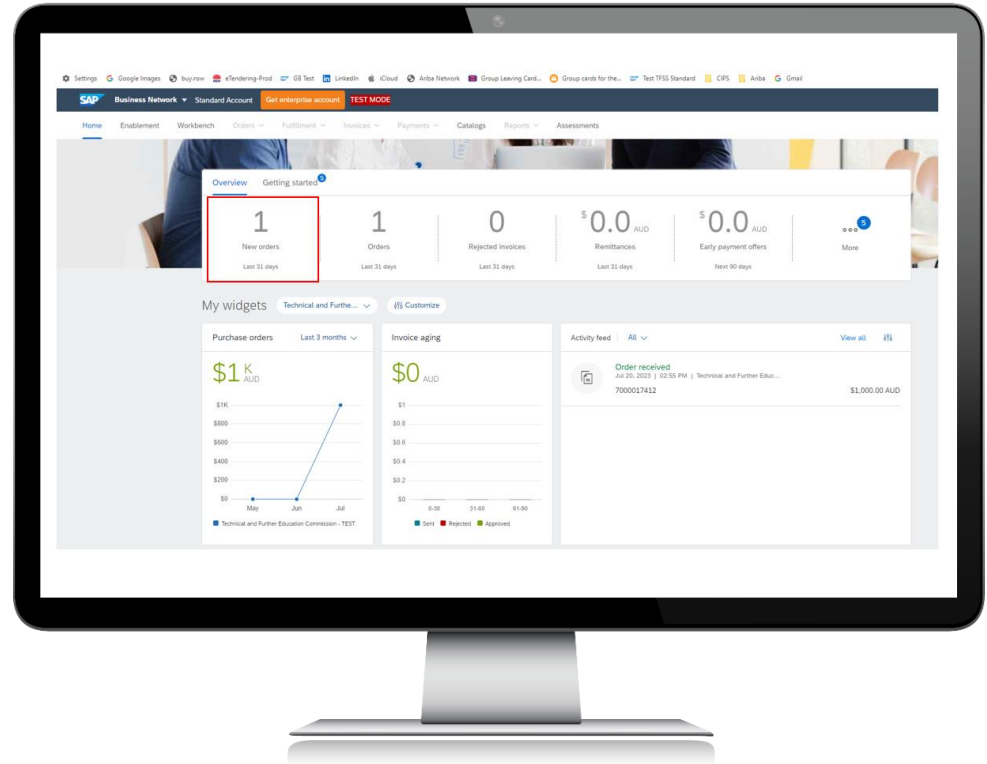 Settings Google Images buy.nsw eTendering-Prod GB Test LinkedIn iCloud Ariba Network Group Leaving Card... Group cards for the... Test TFSS Standard CIPS Ariba Gmail
SAP Business Network Standard Account Get enterprise account TEST MODE
Home Enablement Workbench Orders Fulfillment Invoices Payments Catalogs Reports Assessments
Overview Getting started 5
1 1 0 $0.0 AUD $0.0 AUD 5
New orders Orders Rejected invoices Remittances Early payment offers More
Last 31 days Last 31 days Last 31 days Last 31 days Next 90 days
My widgets Technical and Furthe... Customize
Purchase orders Last 3 months Invoice aging Activity feed All View all
$1 K AUD $0 AUD
Order received
Jul 20, 2023 | 02:55 PM | Technical and Further Educ...
7000017412 $1,000.00 AUD
$1K $1
$800 $0.8
$600 $0.6
$400 $0.4
$200 $0.2
$0 $0
May Jun Jul 0-30 31-60 61-90
Technical and Further Education Commission - TEST Sent Rejected Approved